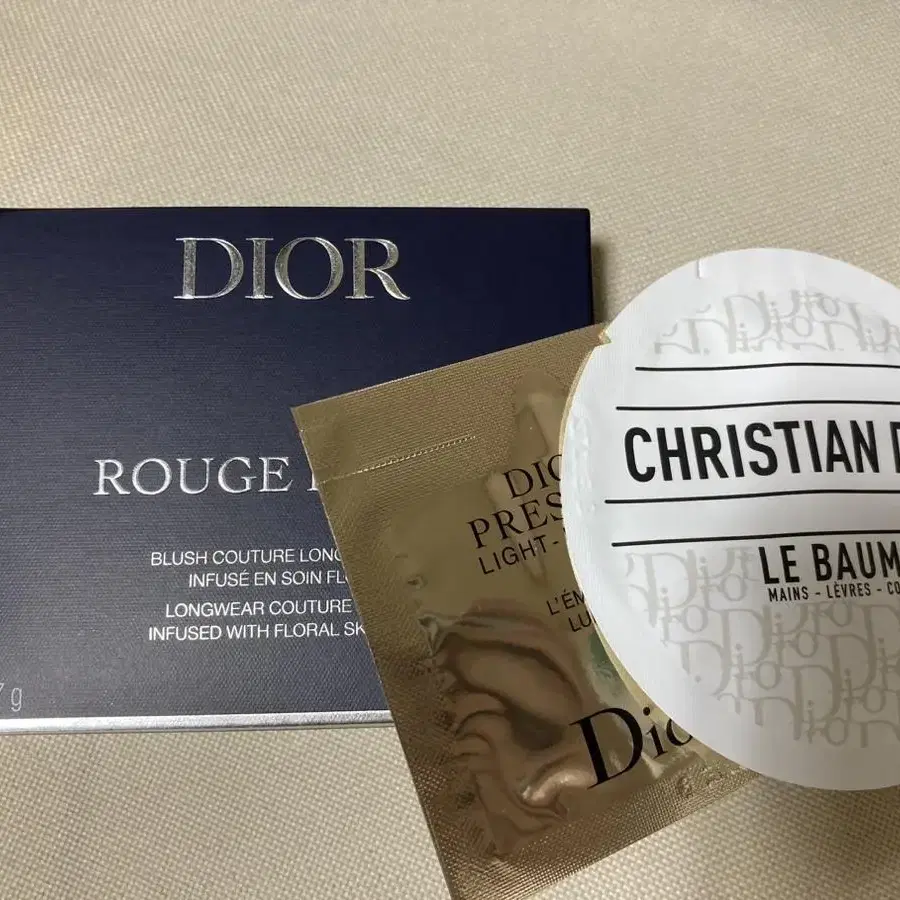 DIOR
ROUGE
BLUSH COUTURE LONG
INFUSÉ EN SOIN FL
LONGWEAR COUTURE
INFUSED WITH FLORAL SK
7 g
DIO
PRES
LIGHT-
L'ÉM
LU
Dio
CHRISTIAN D
LE BAUM
MAINS - LÈVRES - CO